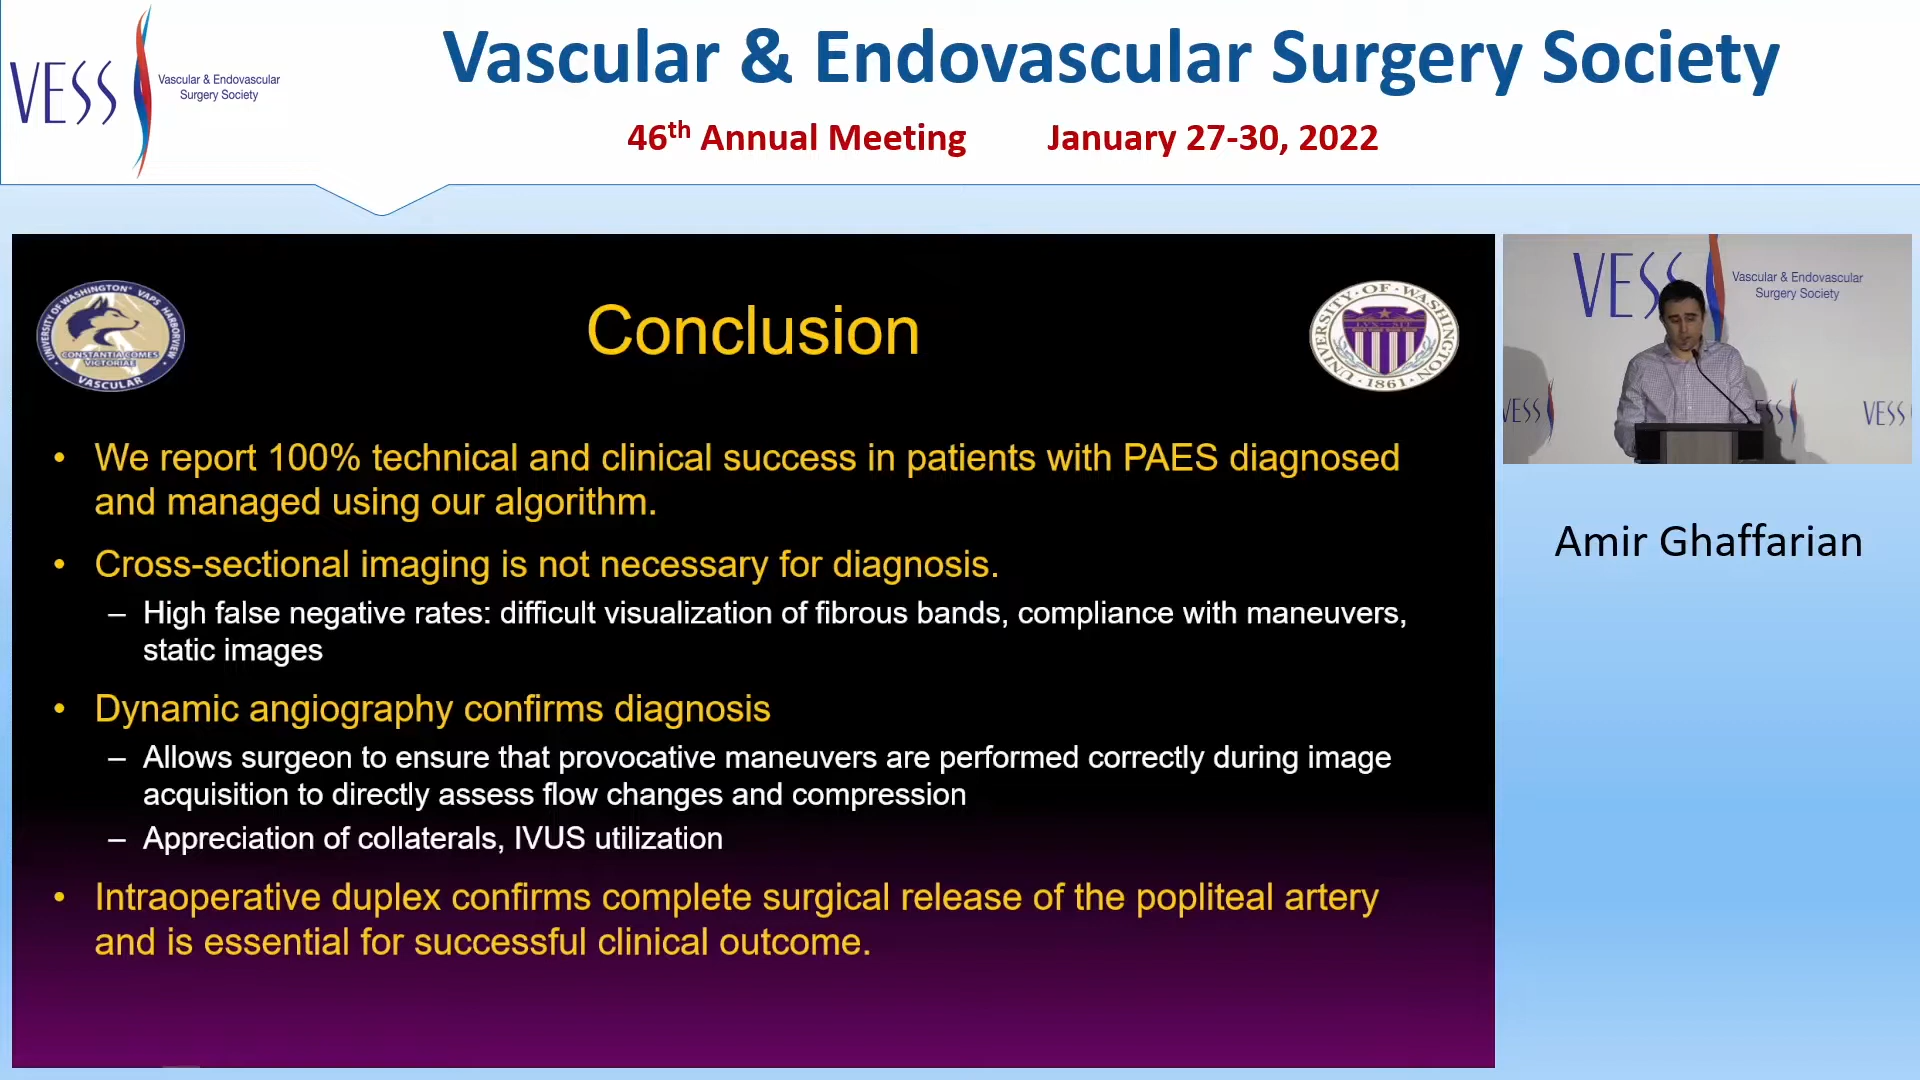 VESS
Vascular & Endovascular
Surgery Society
Vascular & Endovascular Surgery Society
46th Annual Meeting January 27-30, 2022
UNIVERSITY OF WASHINGTON VAPS HARBORVIEW
CONSTANTIA COMES
VICTORIAE
VASCULAR
Conclusion
UNIVERSITY OF WASHINGTON
LVX SIT
1861
• We report 100% technical and clinical success in patients with PAES diagnosed
and managed using our algorithm.
• Cross-sectional imaging is not necessary for diagnosis.
– High false negative rates: difficult visualization of fibrous bands, compliance with maneuvers,
static images
• Dynamic angiography confirms diagnosis
– Allows surgeon to ensure that provocative maneuvers are performed correctly during image
acquisition to directly assess flow changes and compression
– Appreciation of collaterals, IVUS utilization
• Intraoperative duplex confirms complete surgical release of the popliteal artery
and is essential for successful clinical outcome.
VESS
Vascular & Endovascular
Surgery Society
VESS
VESS
Amir Ghaffarian